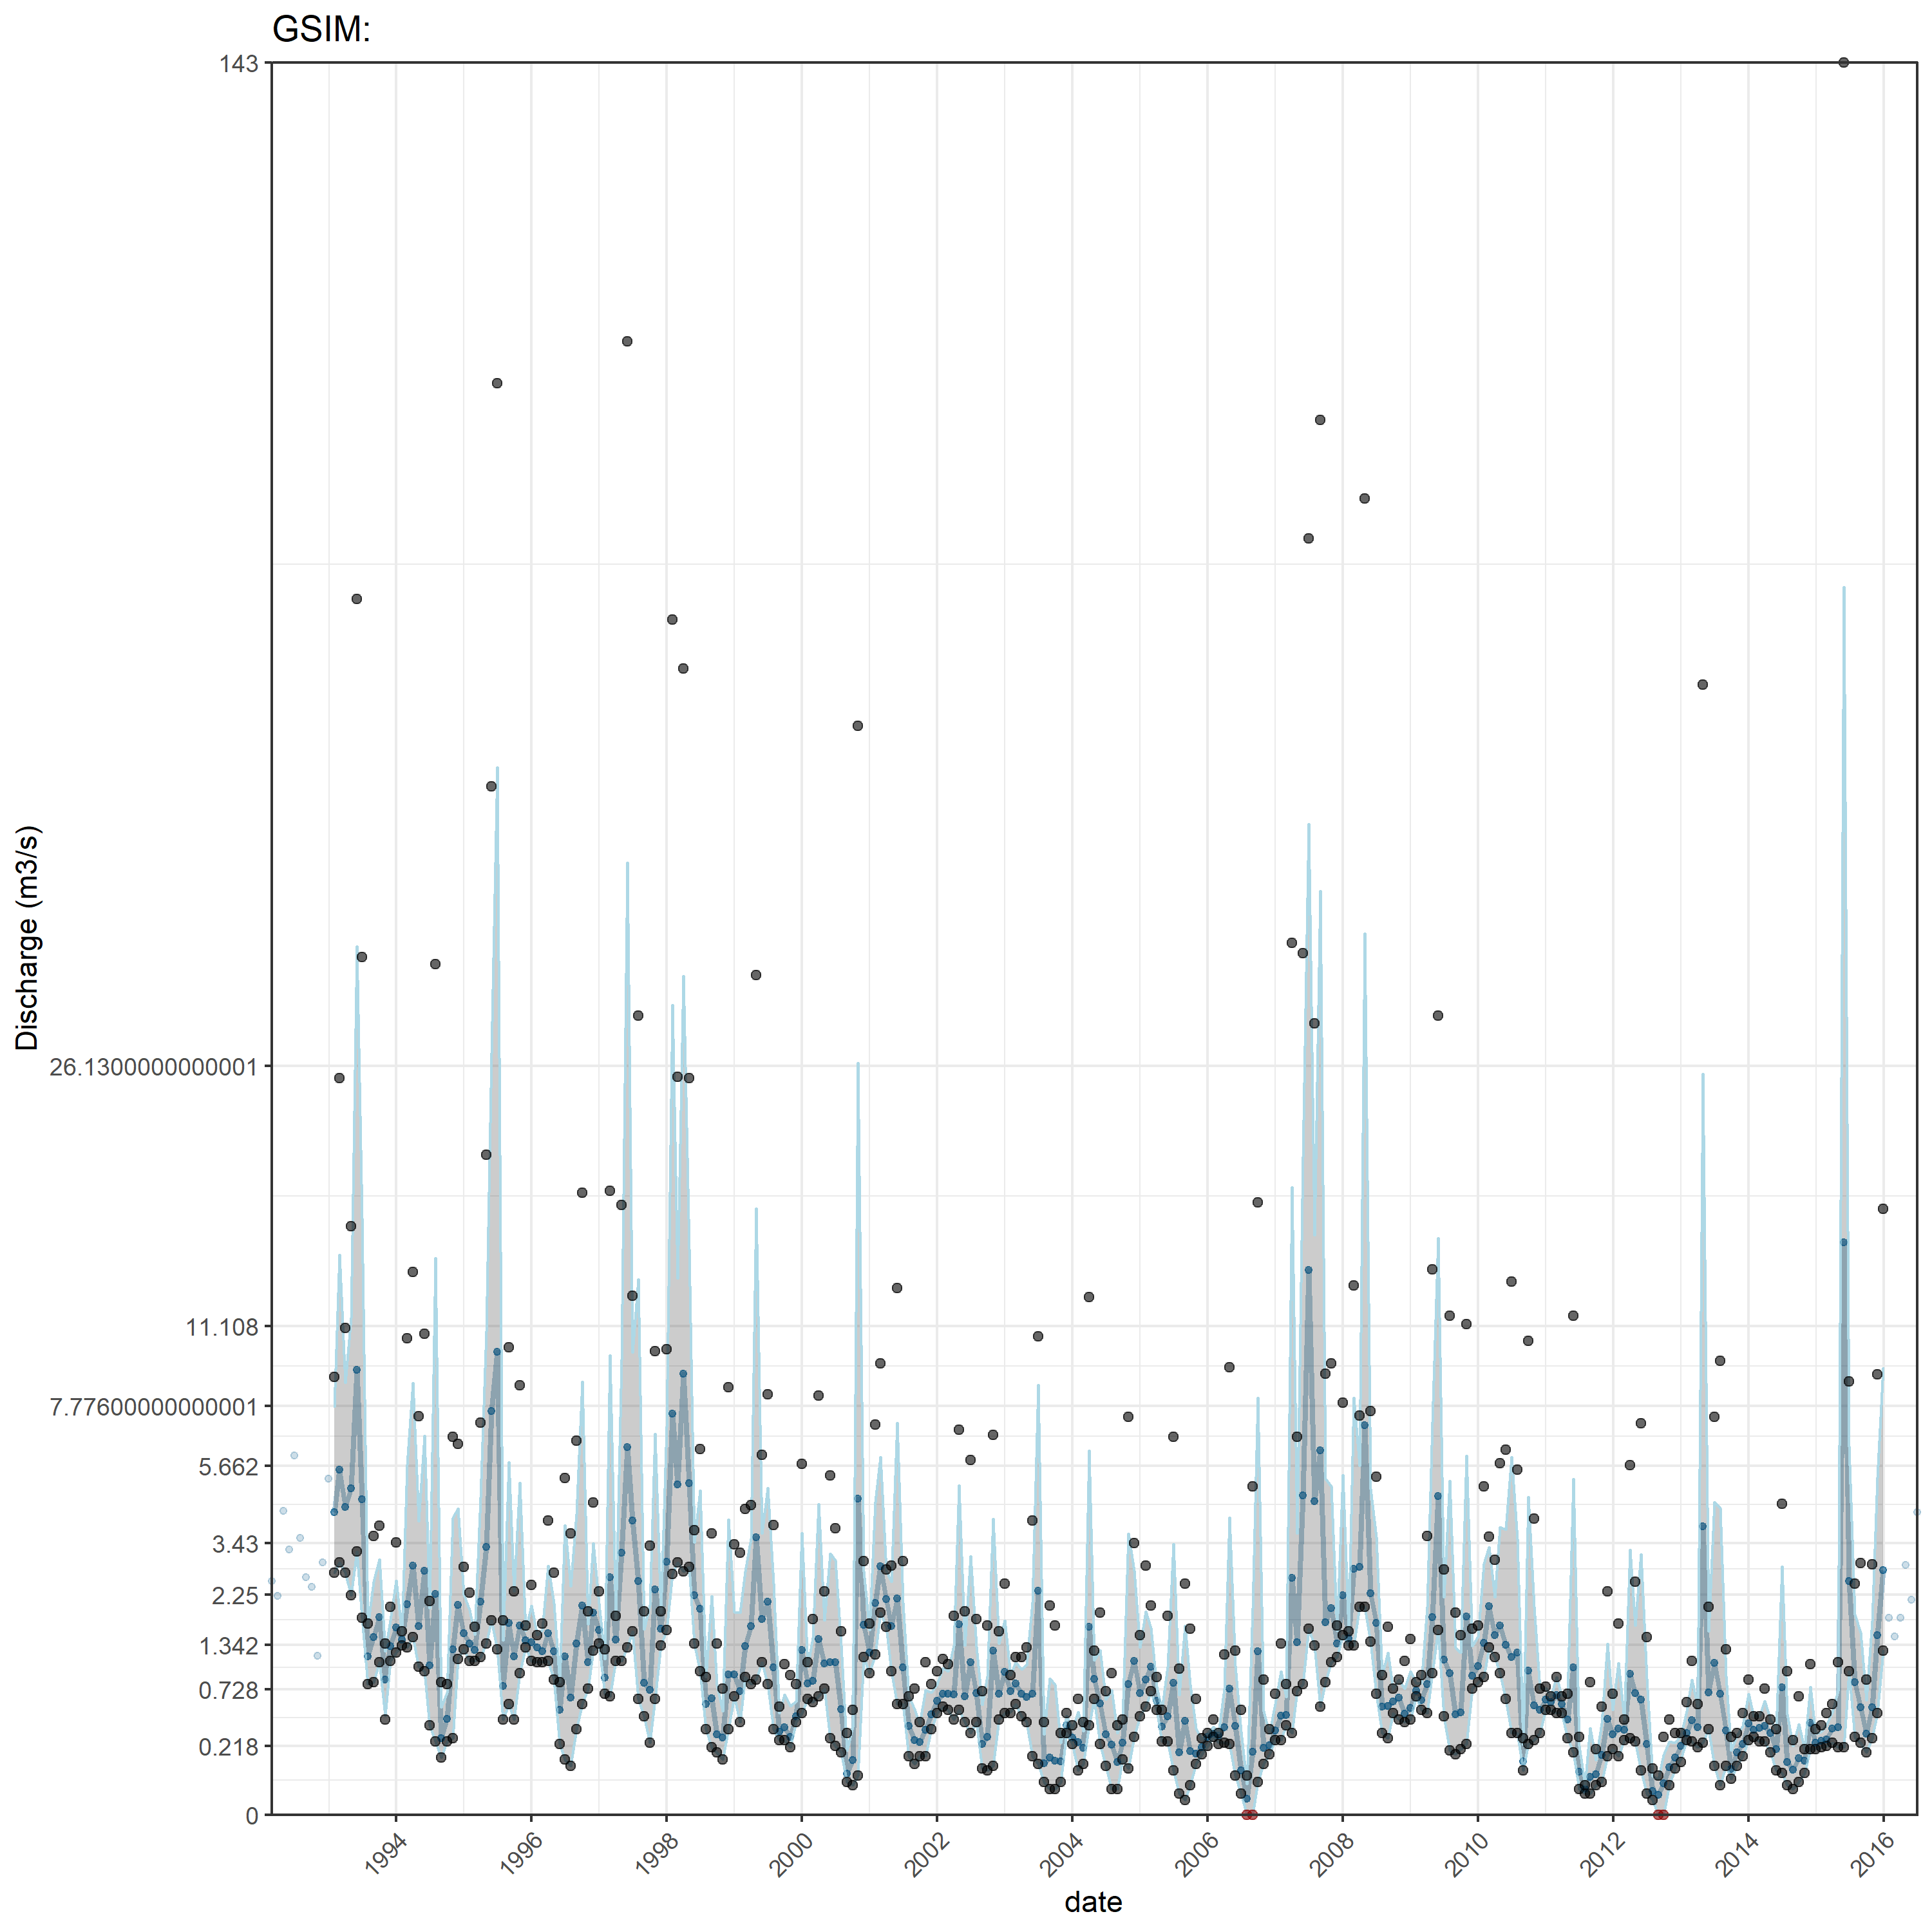 GSIM:
143
26.1300000000001
11.108
7.77600000000001
5.662
3.43
2.25
1.342
0.728
0.218
0
Discharge (m3/s)
1994 1996 1998 2000 2002 2004 2006 2008 2010 2012 2014 2016
date